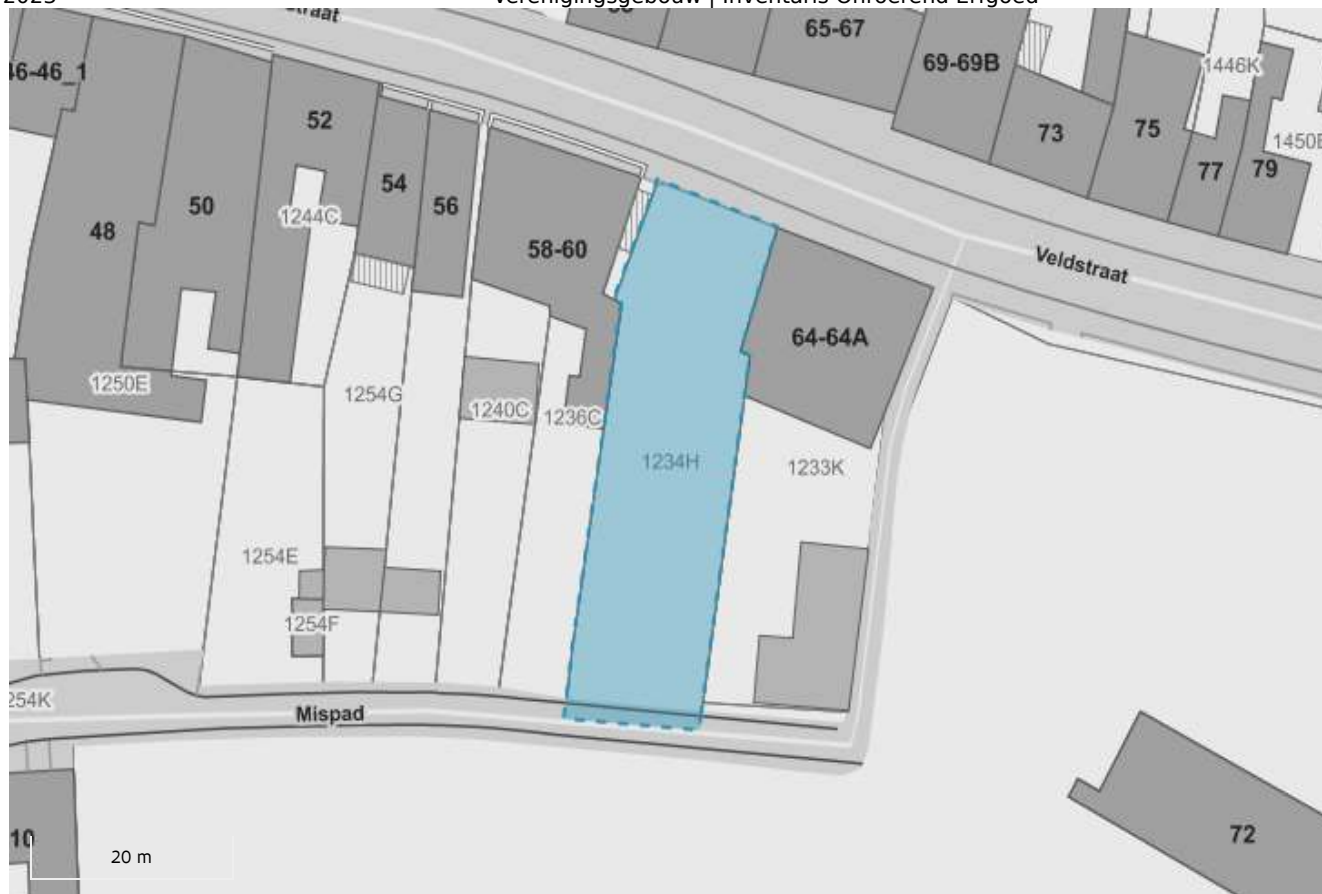 2023
Verenigingsgebouw | Inventaris Onroerend Erfgoed
straat
65-67
69-69B
1446K
46-46_1
52
73
75
1450E
77
79
54
56
50
1244C
48
58-60
Veldstraat
64-64A
1250E
1254G
1240C
1236C
1234H
1233K
1254E
1254F
254K
Mispad
10
72
20 m